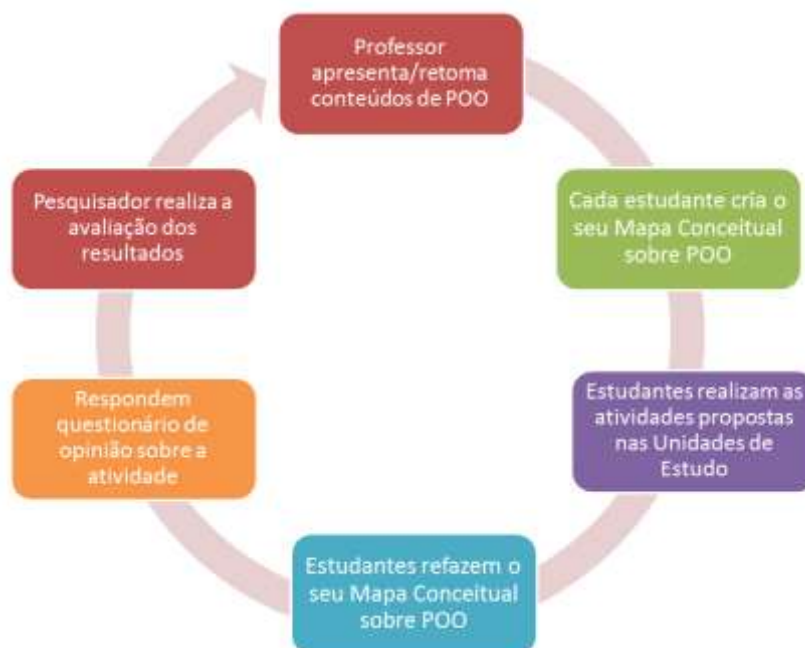 Professor
apresenta/retoma
conteúdos de POO
Cada estudante cria o
seu Mapa Conceitual
sobre POO
Estudantes realizam as
atividades propostas
nas Unidades de
Estudo
Estudantes refazem o
seu Mapa Conceitual
sobre POO
Respondem
questionário de
opinião sobre a
atividade
Pesquisador realiza a
avaliação dos
resultados